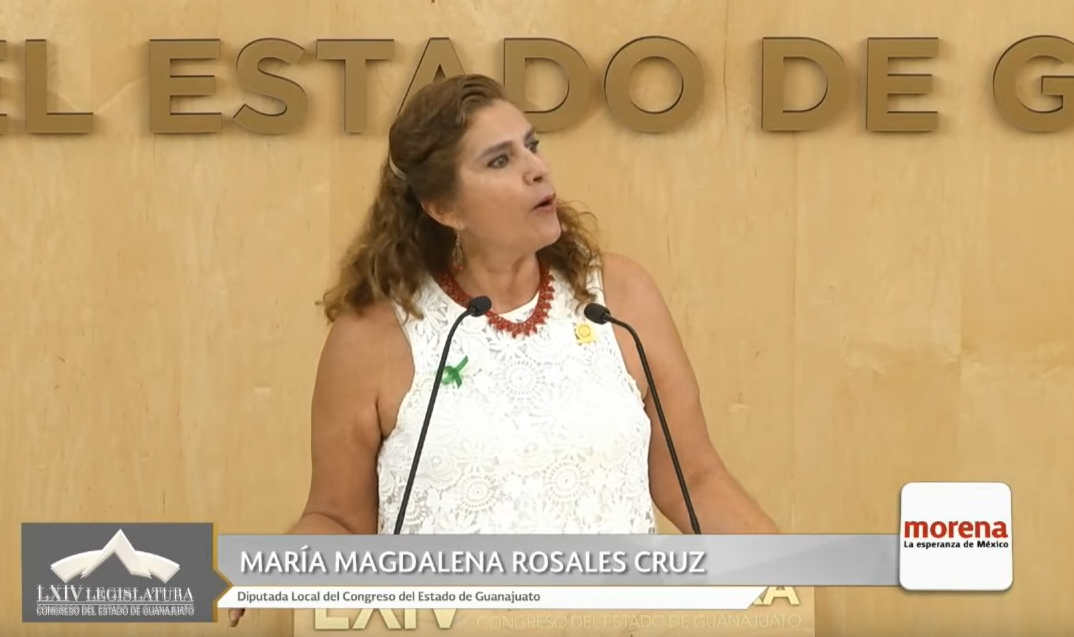 EL ESTADO DE G
morena
La esperanza de México
MARÍA MAGDALENA ROSALES CRUZ
Diputada Local del Congreso del Estado de Guanajuato
LXIV LEGISLATURA
CONGRESO DEL ESTADO DE GUANAJUATO
LXIV
RA
CONGRESO DEL ESTADO DE GUANAJUATO